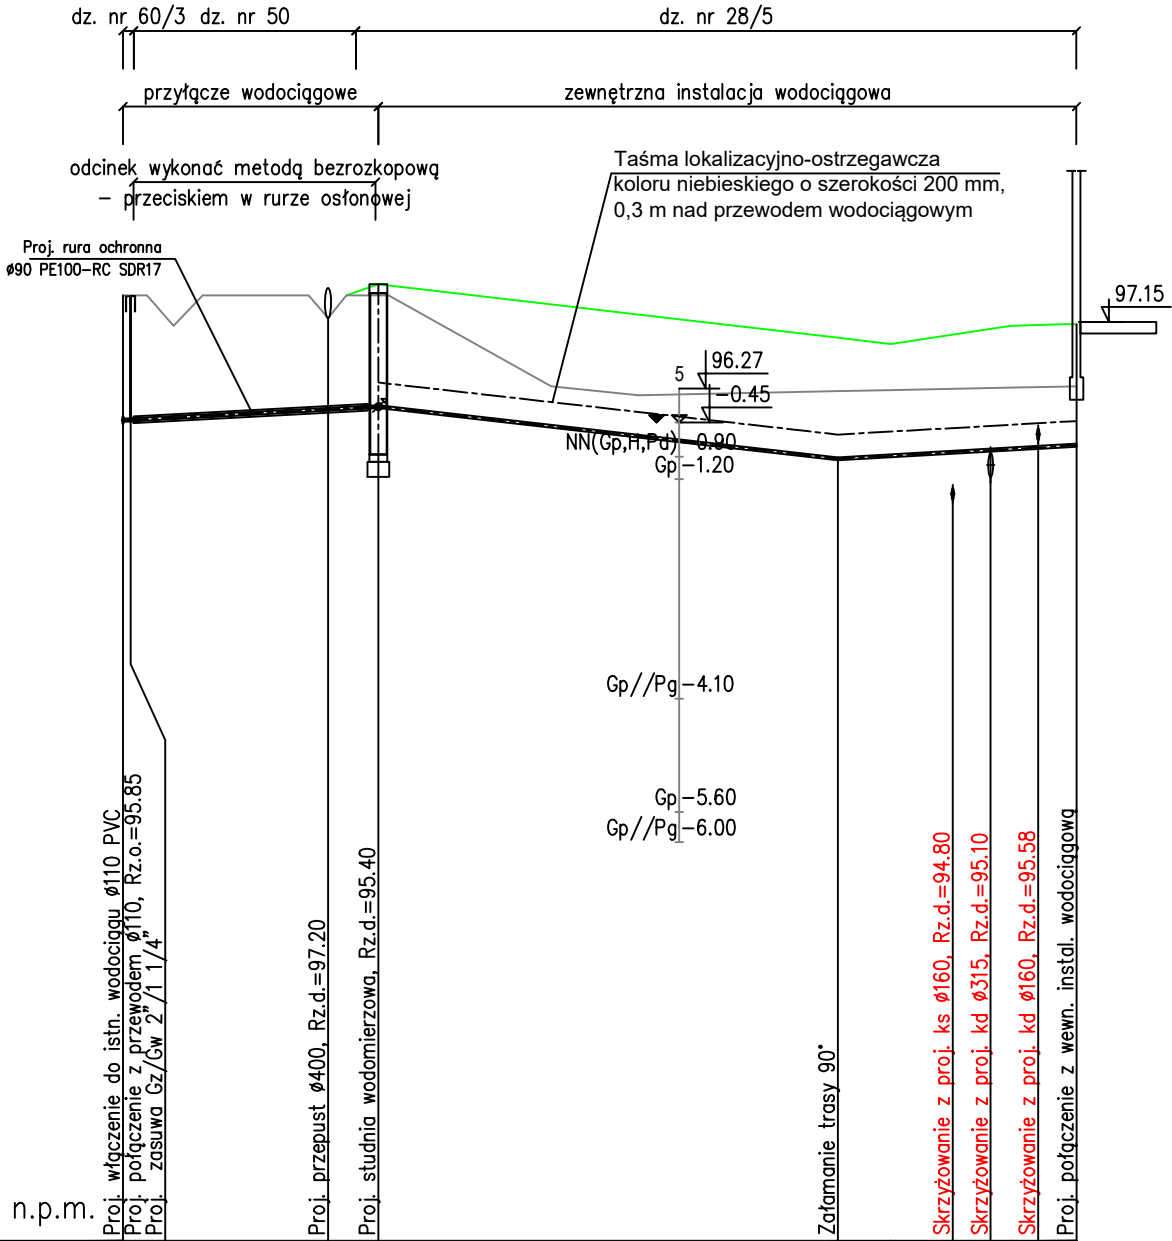 dz. nr 60/3 dz. nr 50 dz. nr 28/5
przyłącze wodociągowe zewnętrzna instalacja wodociągowa
odcinek wykonać metodą bezrozkopową
– przeciskiem w rurze osłonowej
Taśma lokalizacyjno-ostrzegawcza
koloru niebieskiego o szerokości 200 mm,
0,3 m nad przewodem wodociągowym
Proj. rura ochronna
ø90 PE100-RC SDR17
97.15
96.27
5
-0.45
NN(Gp,H,Pd) -0.90
Gp -1.20
Gp//Pg -4.10
Gp -5.60
Gp//Pg -6.00
Proj. włączenie do istn. wodociągu ø110 PVC
Proj. połączenie z przewodem ø110, Rz.o.=95.85
Proj. zasuwa Gz/Gw 2"/1 1/4"
Proj. przepust ø400, Rz.d.=97.20
Proj. studnia wodomierzowa, Rz.d.=95.40
Załamanie trasy 90°
Skrzyżowanie z proj. ks ø160, Rz.d.=94.80
Skrzyżowanie z proj. kd ø315, Rz.d.=95.10
Skrzyżowanie z proj. kd ø160, Rz.d.=95.58
Proj. połączenie z wewn. instal. wodociągową
n.p.m.